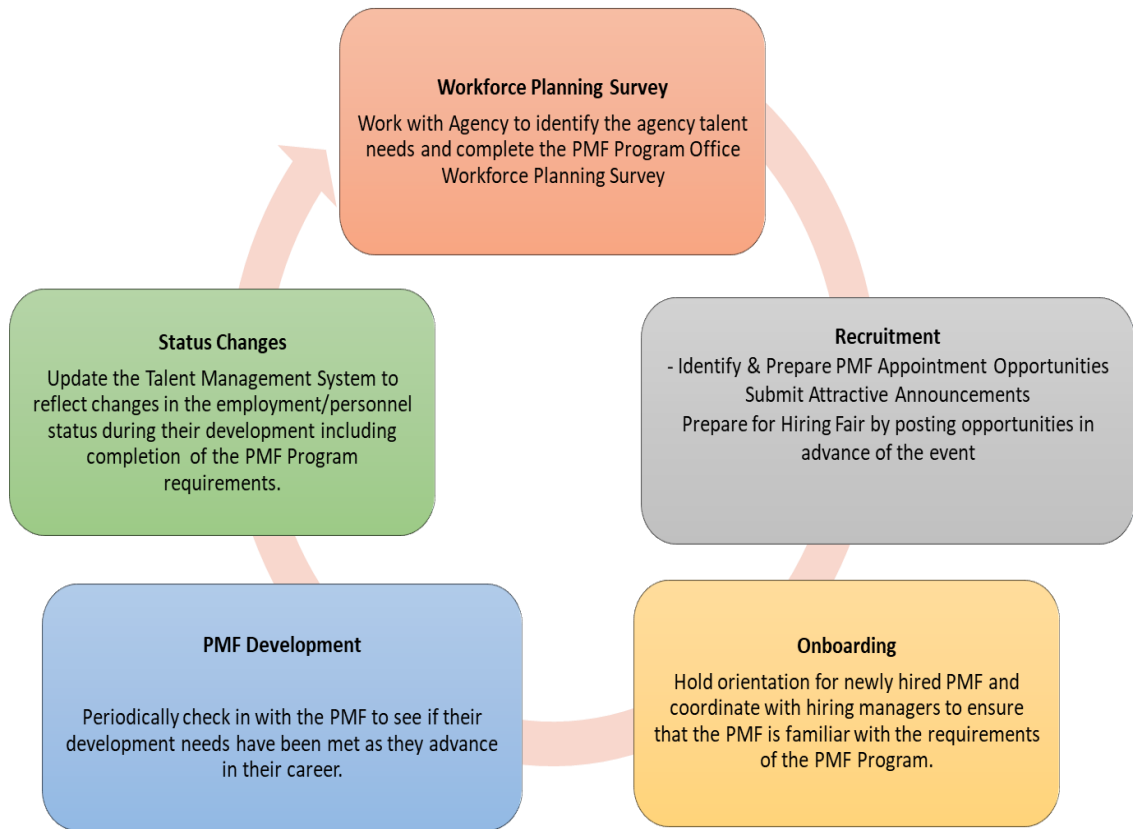 Workforce Planning Survey
Work with Agency to identify the agency talent
needs and complete the PMF Program Office
Workforce Planning Survey
Recruitment
- Identify & Prepare PMF Appointment Opportunities
Submit Attractive Announcements
Prepare for Hiring Fair by posting opportunities in
advance of the event
Onboarding
Hold orientation for newly hired PMF and
coordinate with hiring managers to ensure
that the PMF is familiar with the requirements
of the PMF Program.
PMF Development
Periodically check in with the PMF to see if their
development needs have been met as they advance
in their career.
Status Changes
Update the Talent Management System to
reflect changes in the employment/personnel
status during their development including
completion of the PMF Program
requirements.